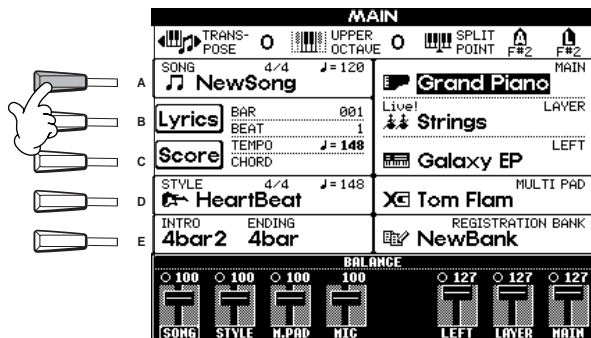 MAIN
TRANS-
POSE 0 UPPER
OCTAVE 0 SPLIT
POINT A
F#2 L
F#2
SONG 4/4 ♩=120
NewSong
MAIN
Grand Piano
A
Lyrics BAR 001
BEAT 1
Live! LAYER
Strings
B
Score TEMPO ♩=148
CHORD
LEFT
Galaxy EP
C
STYLE 4/4 ♩=148
HeartBeat
MULTI PAD
XG Tom Flam
D
INTRO ENDING
4bar2 4bar
REGISTRATION BANK
NewBank
E
BALANCE
100 100 100 100 127 127 127
SONG STYLE M.PAD MIC LEFT LAYER MAIN